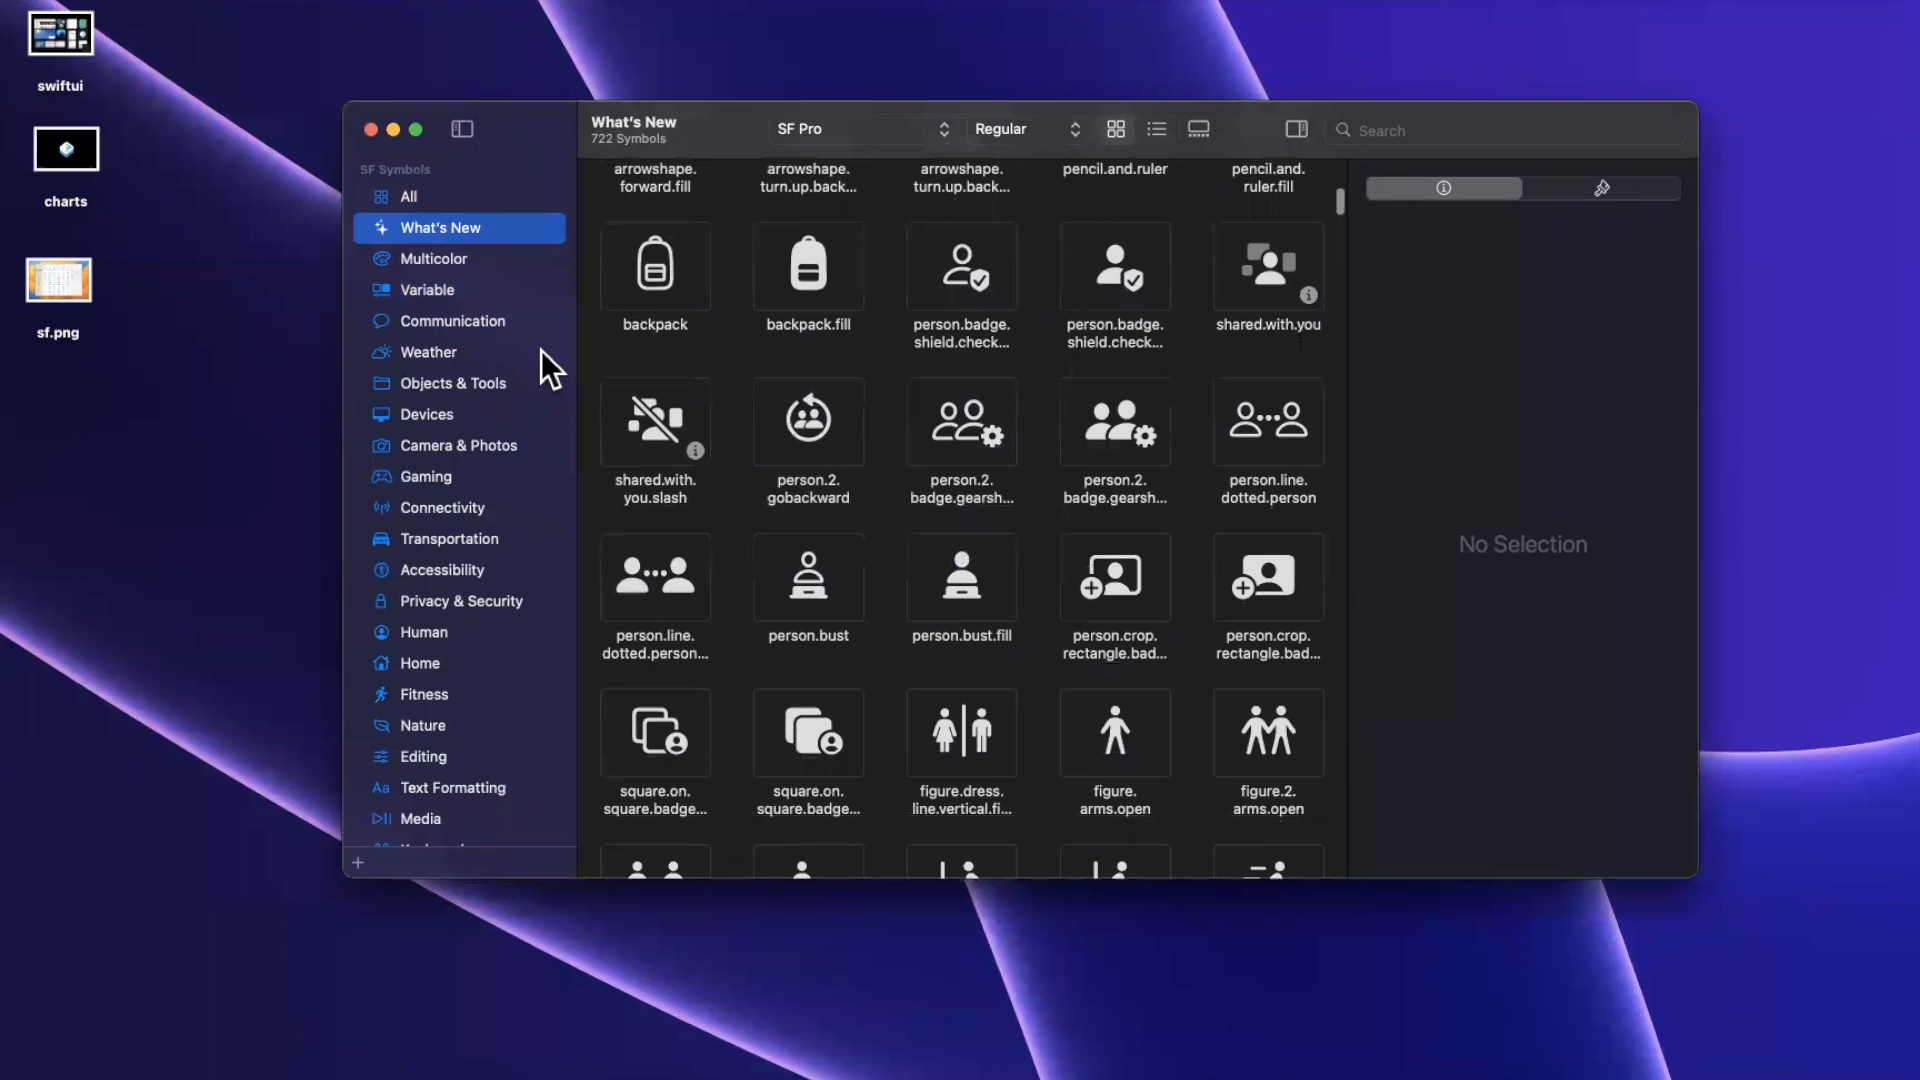 swiftui
charts
sf.png
What's New
722 Symbols
SF Pro
Regular
Search
SF Symbols
All
What's New
Multicolor
Variable
Communication
Weather
Objects & Tools
Devices
Camera & Photos
Gaming
Connectivity
Transportation
Accessibility
Privacy & Security
Human
Home
Fitness
Nature
Editing
Aa Text Formatting
Media
arrowshape.
forward.fill
arrowshape.
turn.up.back...
arrowshape.
turn.up.back...
pencil.and.ruler
pencil.and.
ruler.fill
backpack
backpack.fill
person.badge.
shield.check...
person.badge.
shield.check...
shared.with.you
shared.with.
you.slash
person.2.
gobackward
person.2.
badge.gearsh...
person.2.
badge.gearsh...
person.line.
dotted.person
person.line.
dotted.person...
person.bust
person.bust.fill
person.crop.
rectangle.bad...
person.crop.
rectangle.bad...
square.on.
square.badge...
square.on.
square.badge...
figure.dress.
line.vertical.fi...
figure.
arms.open
figure.2.
arms.open
No Selection